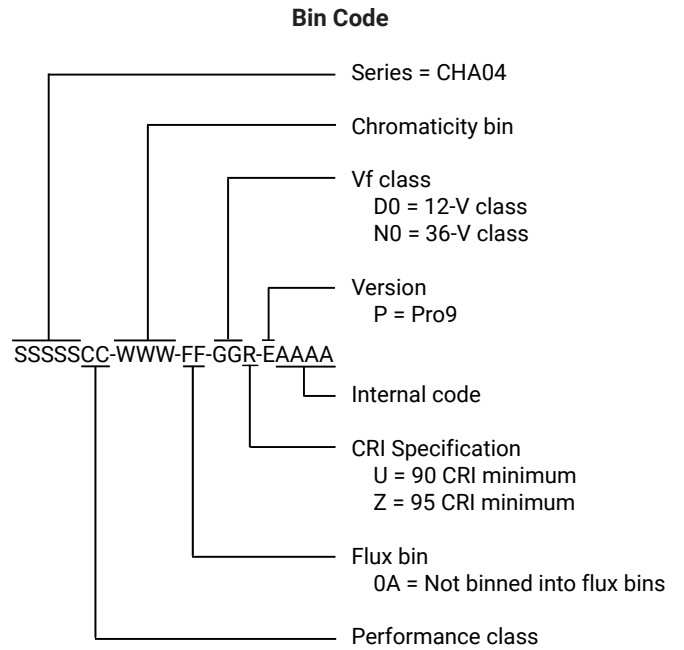 Bin Code
Series = CHA04
Chromaticity bin
Vf class
D0 = 12-V class
N0 = 36-V class
Version
P = Pro9
SSSSSCC-WWW-FF-GGR-EAAAA
Internal code
CRI Specification
U = 90 CRI minimum
Z = 95 CRI minimum
Flux bin
0A = Not binned into flux bins
Performance class